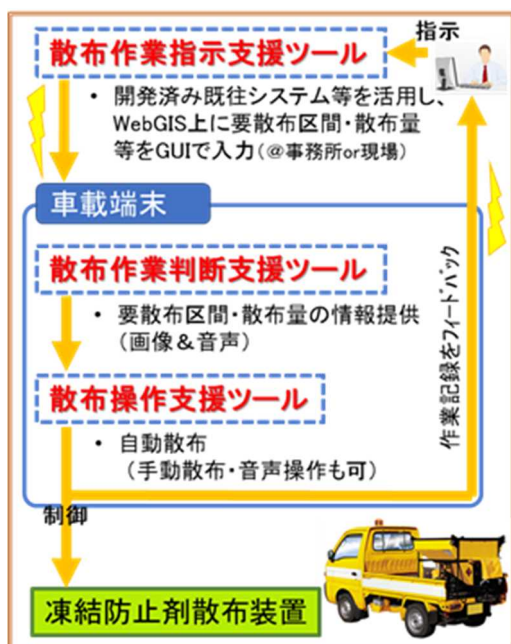 指示
散布作業指示支援ツール
・ 開発済み既往システム等を活用し、
WebGIS上に要散布区間・散布量
等をGUIで入力(@事務所or現場)
車載端末
散布作業判断支援ツール
・ 要散布区間・散布量の情報提供
(画像&音声)
散布操作支援ツール
・ 自動散布
(手動散布・音声操作も可)
作業記録をフィードバック
制御
凍結防止剤散布装置